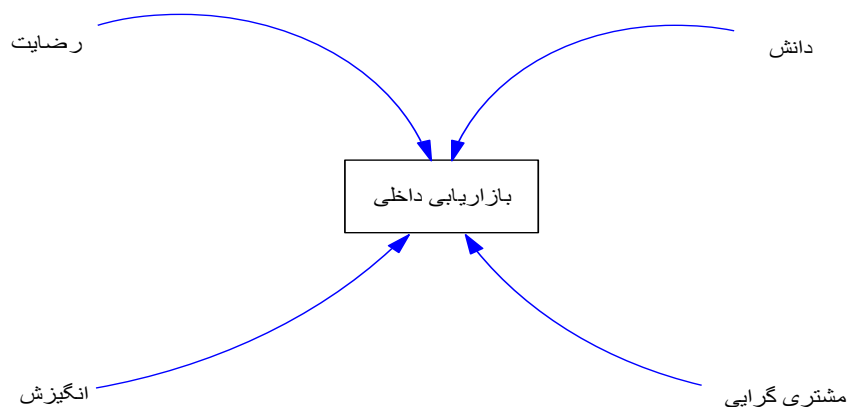 دانش
رضایت
بازاریابی داخلی
مشتری گرایی
انگیزش